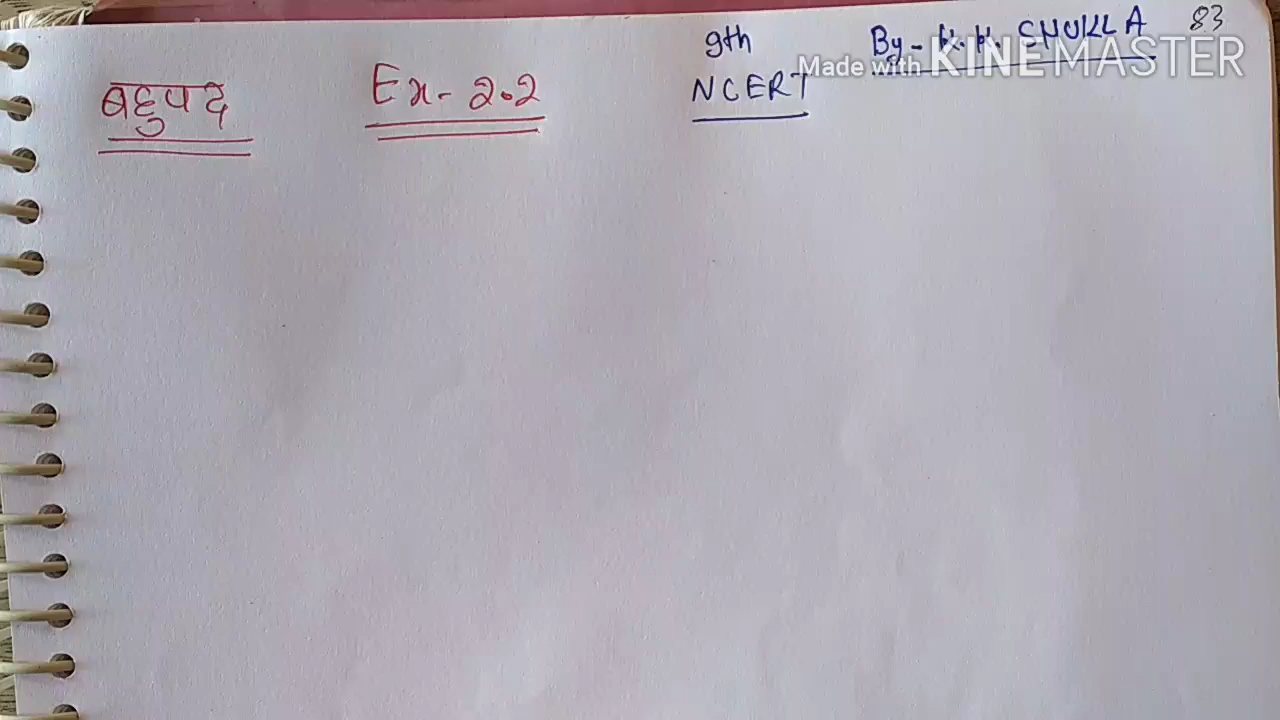 9th By- K.K. SHUKLA 83
Made with KINEMASTER
बहुपद Ex- 2.2 NCERT